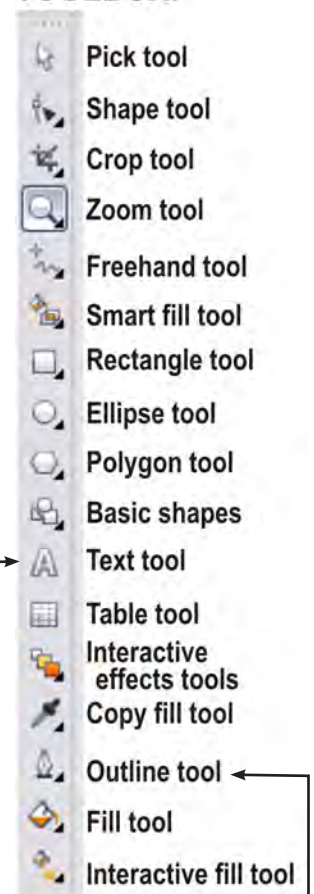 Pick tool
Shape tool
Crop tool
Zoom tool
Freehand tool
Smart fill tool
Rectangle tool
Ellipse tool
Polygon tool
Basic shapes
Text tool
Table tool
Interactive
effects tools
Copy fill tool
Outline tool
Fill tool
Interactive fill tool